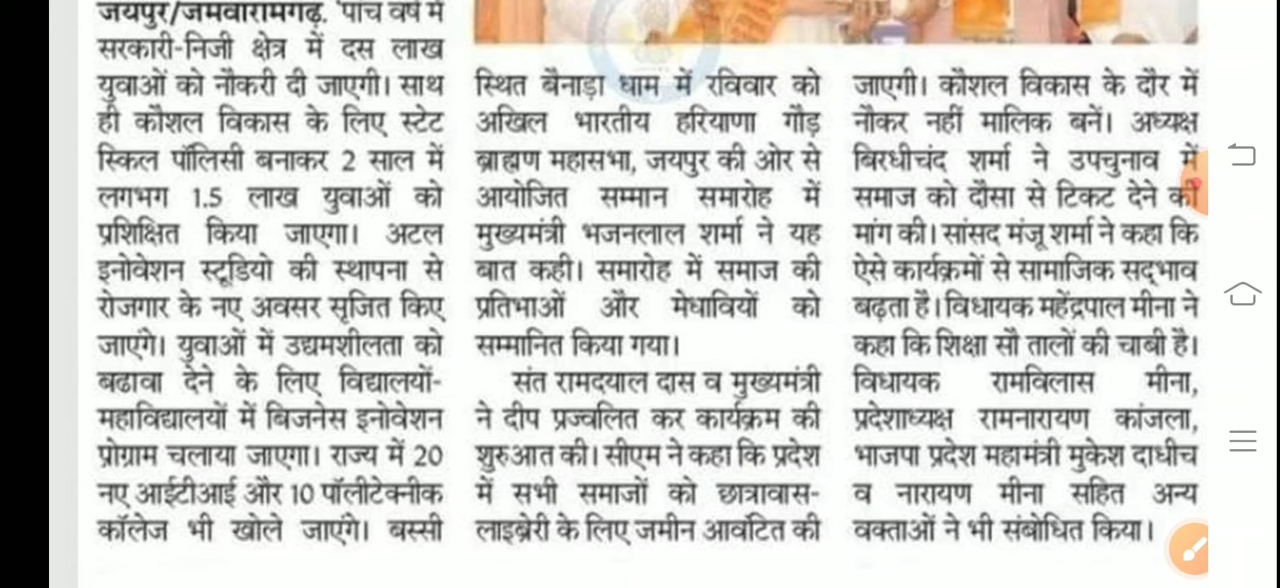 जयपुर/जमवारामगढ़. पांच वर्ष में
सरकारी-निजी क्षेत्र में दस लाख
युवाओं को नौकरी दी जाएगी। साथ
ही कौशल विकास के लिए स्टेट
स्किल पॉलिसी बनाकर 2 साल में
लगभग 1.5 लाख युवाओं को
प्रशिक्षित किया जाएगा। अटल
इनोवेशन स्टूडियो की स्थापना से
रोजगार के नए अवसर सृजित किए
जाएंगे। युवाओं में उद्यमशीलता को
बढावा देने के लिए विद्यालयों-
महाविद्यालयों में बिजनेस इनोवेशन
प्रोग्राम चलाया जाएगा। राज्य में 20
नए आईटीआई और 10 पॉलीटेक्नीक
कॉलेज भी खोले जाएंगे। बस्सी
स्थित बैनाड़ा धाम में रविवार को
अखिल भारतीय हरियाणा गौड़
ब्राह्मण महासभा, जयपुर की ओर से
आयोजित सम्मान समारोह में
मुख्यमंत्री भजनलाल शर्मा ने यह
बात कही। समारोह में समाज की
प्रतिभाओं और मेधावियों को
सम्मानित किया गया।
संत रामदयाल दास व मुख्यमंत्री
ने दीप प्रज्वलित कर कार्यक्रम की
शुरुआत की। सीएम ने कहा कि प्रदेश
में सभी समाजों को छात्रावास-
लाइब्रेरी के लिए जमीन आवंटित की
जाएगी। कौशल विकास के दौर में
नौकर नहीं मालिक बनें। अध्यक्ष
बिरधीचंद शर्मा ने उपचुनाव में
समाज को दौसा से टिकट देने की
मांग की। सांसद मंजू शर्मा ने कहा कि
ऐसे कार्यक्रमों से सामाजिक सद्भाव
बढ़ता है। विधायक महेंद्रपाल मीना ने
कहा कि शिक्षा सौ तालों की चाबी है।
विधायक रामविलास मीना,
प्रदेशाध्यक्ष रामनारायण कांजला,
भाजपा प्रदेश महामंत्री मुकेश दाधीच
व नारायण मीना सहित अन्य
वक्ताओं ने भी संबोधित किया।